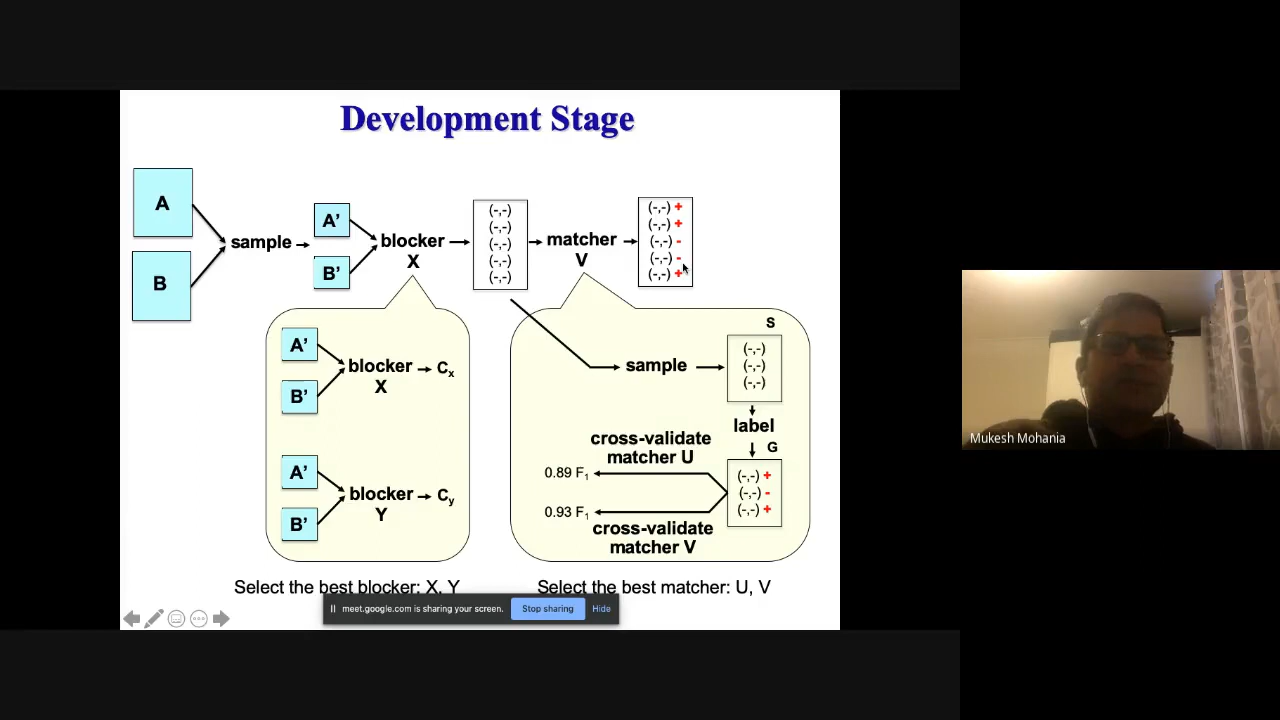 Development Stage
A
B
sample
A'
B'
blocker
X
(-,-)
(-,-)
(-,-)
(-,-)
(-,-)
matcher
V
(-,-) +
(-,-) +
(-,-) -
(-,-) -
(-,-) +
A'
B'
blocker
X
Cx
A'
B'
blocker
Y
Cy
Select the best blocker: X, Y
S
sample
(-,-)
(-,-)
(-,-)
label
G
(-,-) +
(-,-) -
(-,-) +
cross-validate
matcher U
0.89 F1
0.93 F1
cross-validate
matcher V
Select the best matcher: U, V
meet.google.com is sharing your screen.
Stop sharing
Hide
Mukesh Mohania